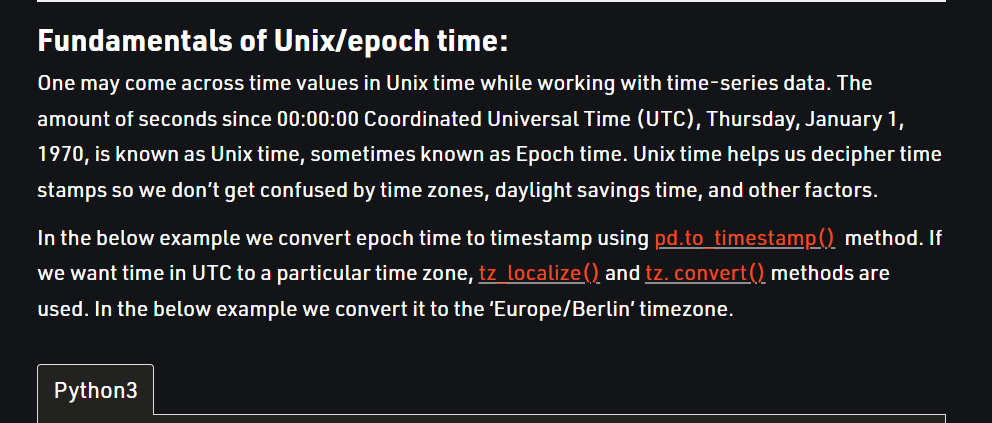 Fundamentals of Unix/epoch time:
One may come across time values in Unix time while working with time-series data. The
amount of seconds since 00:00:00 Coordinated Universal Time (UTC), Thursday, January 1,
1970, is known as Unix time, sometimes known as Epoch time. Unix time helps us decipher time
stamps so we don't get confused by time zones, daylight savings time, and other factors.
In the below example we convert epoch time to timestamp using pd.to_timestamp() method. If
we want time in UTC to a particular time zone, tz_localize() and tz. convert() methods are
used. In the below example we convert it to the 'Europe/Berlin' timezone.
Python3